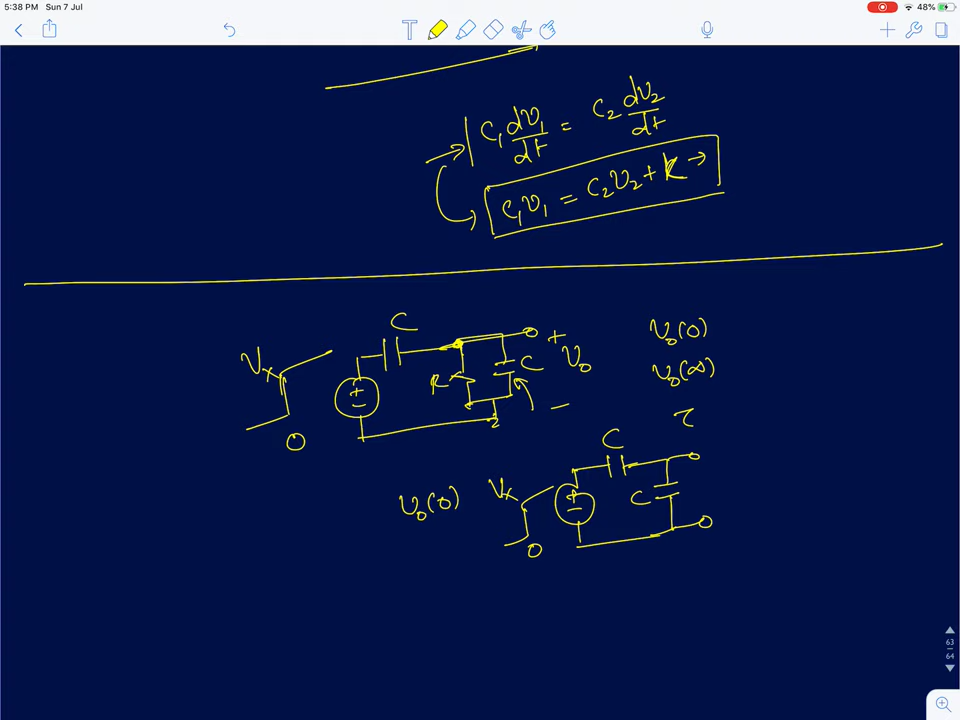 5:38 PM Sun 7 Jul
48%
T
C₁ dV₁/dt = C₂ dV₂/dt
C₁V₁ = C₂V₂ + K →
Vx
0
+
−
C
R
C
+
V₀
−
V₀(0)
V₀(∞)
τ
V₀(0)
Vx
0
+
−
C
C
63
64